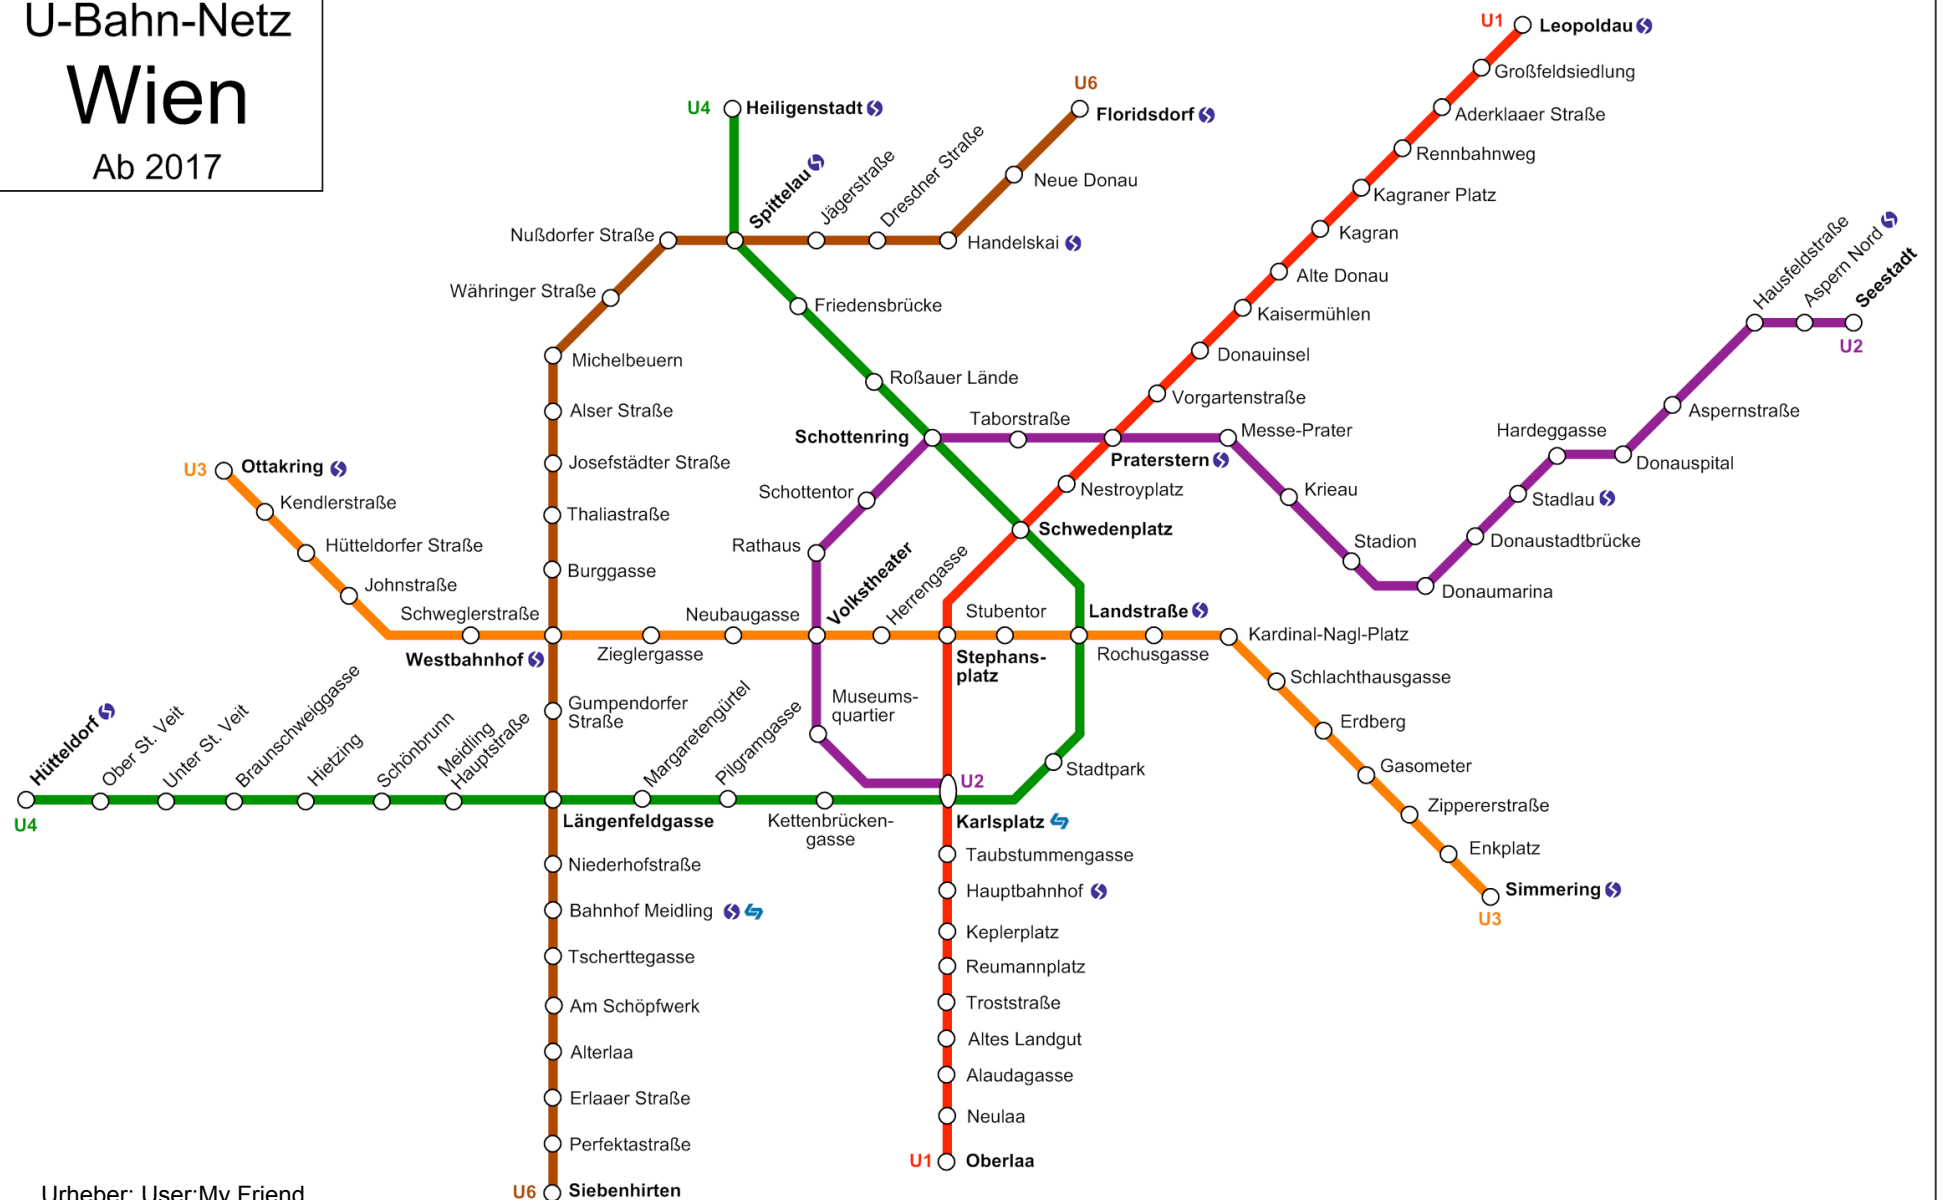 U-Bahn-Netz
Wien
Ab 2017
U1
Leopoldau
Großfeldsiedlung
Aderklaaer Straße
Rennbahnweg
Kagraner Platz
Kagran
Alte Donau
Kaisermühlen
Donauinsel
Vorgartenstraße
U4
Heiligenstadt
U6
Floridsdorf
Neue Donau
Handelskai
Dresdner Straße
Jägerstraße
Spittelau
Nußdorfer Straße
Währinger Straße
Michelbeuern
Alser Straße
Josefstädter Straße
Thaliastraße
Burggasse
Friedensbrücke
Roßauer Lände
Schottenring
Taborstraße
Praterstern
Messe-Prater
Nestroyplatz
Schwedenplatz
Krieau
Stadion
Donaumarina
Donaustadtbrücke
Stadlau
Hardeggasse
Donauspital
Aspernstraße
Hausfeldstraße
Aspern Nord
Seestadt
U2
Schottentor
Rathaus
Volkstheater
Herrengasse
Stubentor
Landstraße
U3
Ottakring
Kendlerstraße
Hütteldorfer Straße
Johnstraße
Schweglerstraße
Westbahnhof
Zieglergasse
Neubaugasse
Stephans-
platz
Rochusgasse
Kardinal-Nagl-Platz
Schlachthausgasse
Erdberg
Gasometer
Zippererstraße
Enkplatz
Simmering
U3
Gumpendorfer
Straße
Museums-
quartier
U2
Stadtpark
Hütteldorf
U4
Ober St. Veit
Unter St. Veit
Braunschweiggasse
Hietzing
Schönbrunn
Meidling
Hauptstraße
Längenfeldgasse
Margaretengürtel
Pilgramgasse
Kettenbrücken-
gasse
Karlsplatz
Taubstummengasse
Hauptbahnhof
Keplerplatz
Reumannplatz
Troststraße
Altes Landgut
Alaudagasse
Neulaa
U1
Oberlaa
Niederhofstraße
Bahnhof Meidling
Tscherttegasse
Am Schöpfwerk
Alterlaa
Erlaaer Straße
Perfektastraße
U6
Siebenhirten
Urheber: User:My Friend